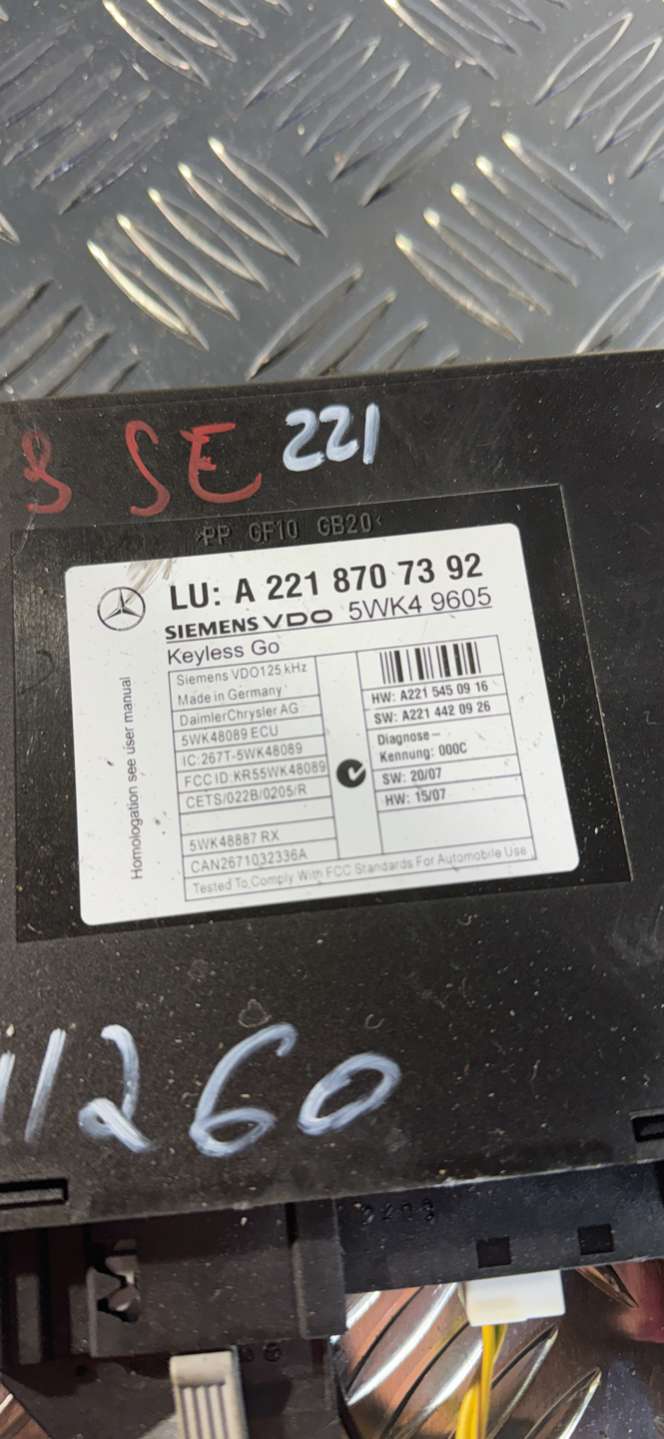 S SE 221
>PP GF10 GB20<
LU: A 221 870 73 92
SIEMENS VDO 5WK4 9605
Keyless Go
Siemens VDO125 kHz
Made in Germany
DaimlerChrysler AG
5WK48089 ECU
IC:267T-5WK48089
FCC ID:KR55WK48089
CETS/022B/0205/R
5WK48887 RX
CAN2671032336A
HW: A221 545 09 16
SW: A221 442 09 26
Diagnose-
Kennung: 000C
SW: 20/07
HW: 15/07
Tested To Comply With FCC Standards For Automobile Use
Homologation see user manual
11260